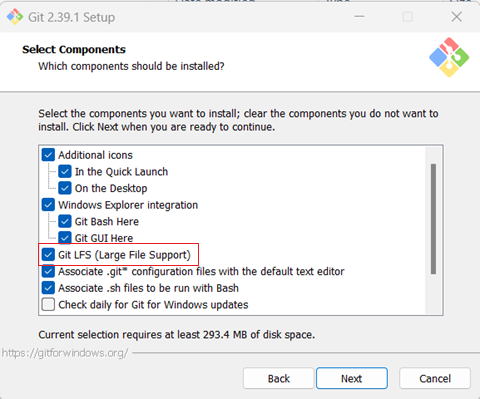 Git 2.39.1 Setup
Select Components
Which components should be installed?
Select the components you want to install; clear the components you do not want to
install. Click Next when you are ready to continue.
Additional icons
In the Quick Launch
On the Desktop
Windows Explorer integration
Git Bash Here
Git GUI Here
Git LFS (Large File Support)
Associate .git* configuration files with the default text editor
Associate .sh files to be run with Bash
Check daily for Git for Windows updates
Current selection requires at least 293.4 MB of disk space.
https://gitforwindows.org/
Back
Next
Cancel